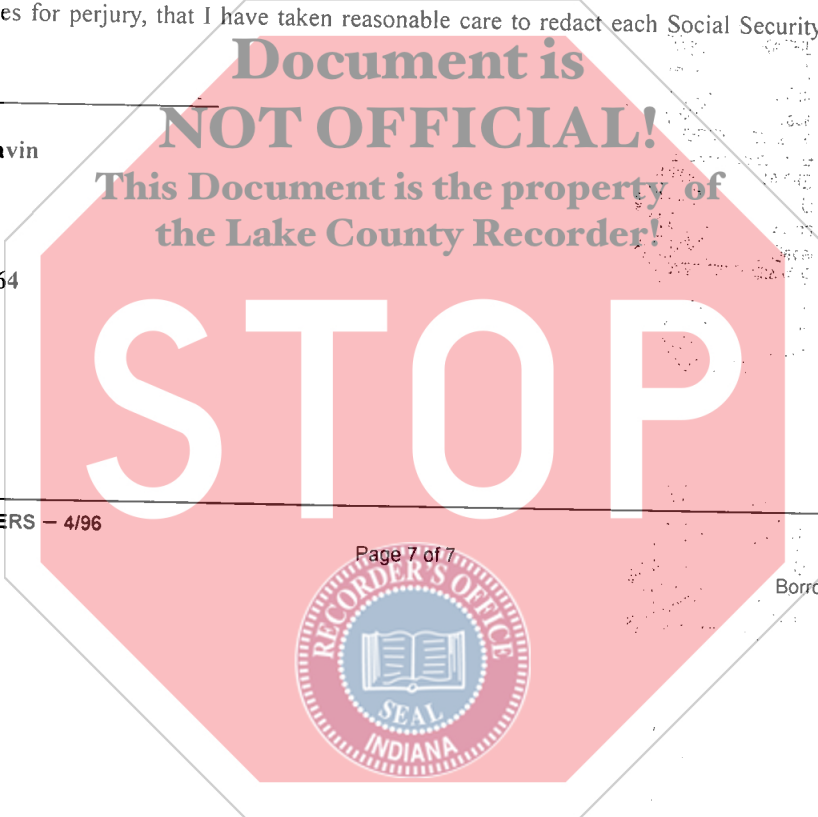 es for perjury, that I have taken reasonable care to redact each Social Security
Document is
NOT OFFICIAL!
avin
This Document is the property of
the Lake County Recorder!
64
STOP
ERS – 4/96
Page 7 of 7
Borro
RECORDER'S OFFICE
SEAL
INDIANA